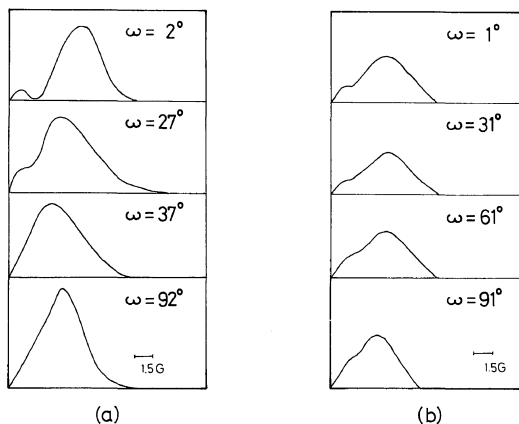 ω = 2°
ω = 27°
ω = 37°
ω = 92°
1.5G
(a)
ω = 1°
ω = 31°
ω = 61°
ω = 91°
1.5G
(b)